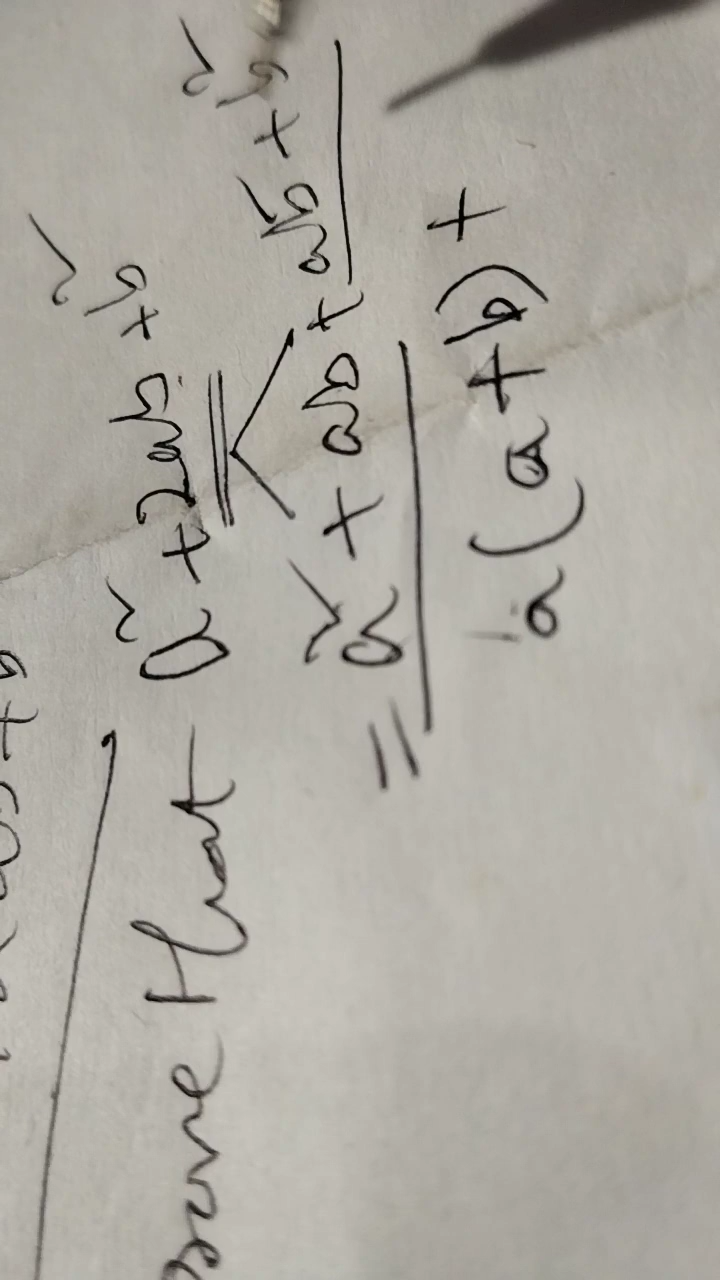 Prove that a² + 2ab + b²
= a² + ab + ab + b²
a(a+b) +